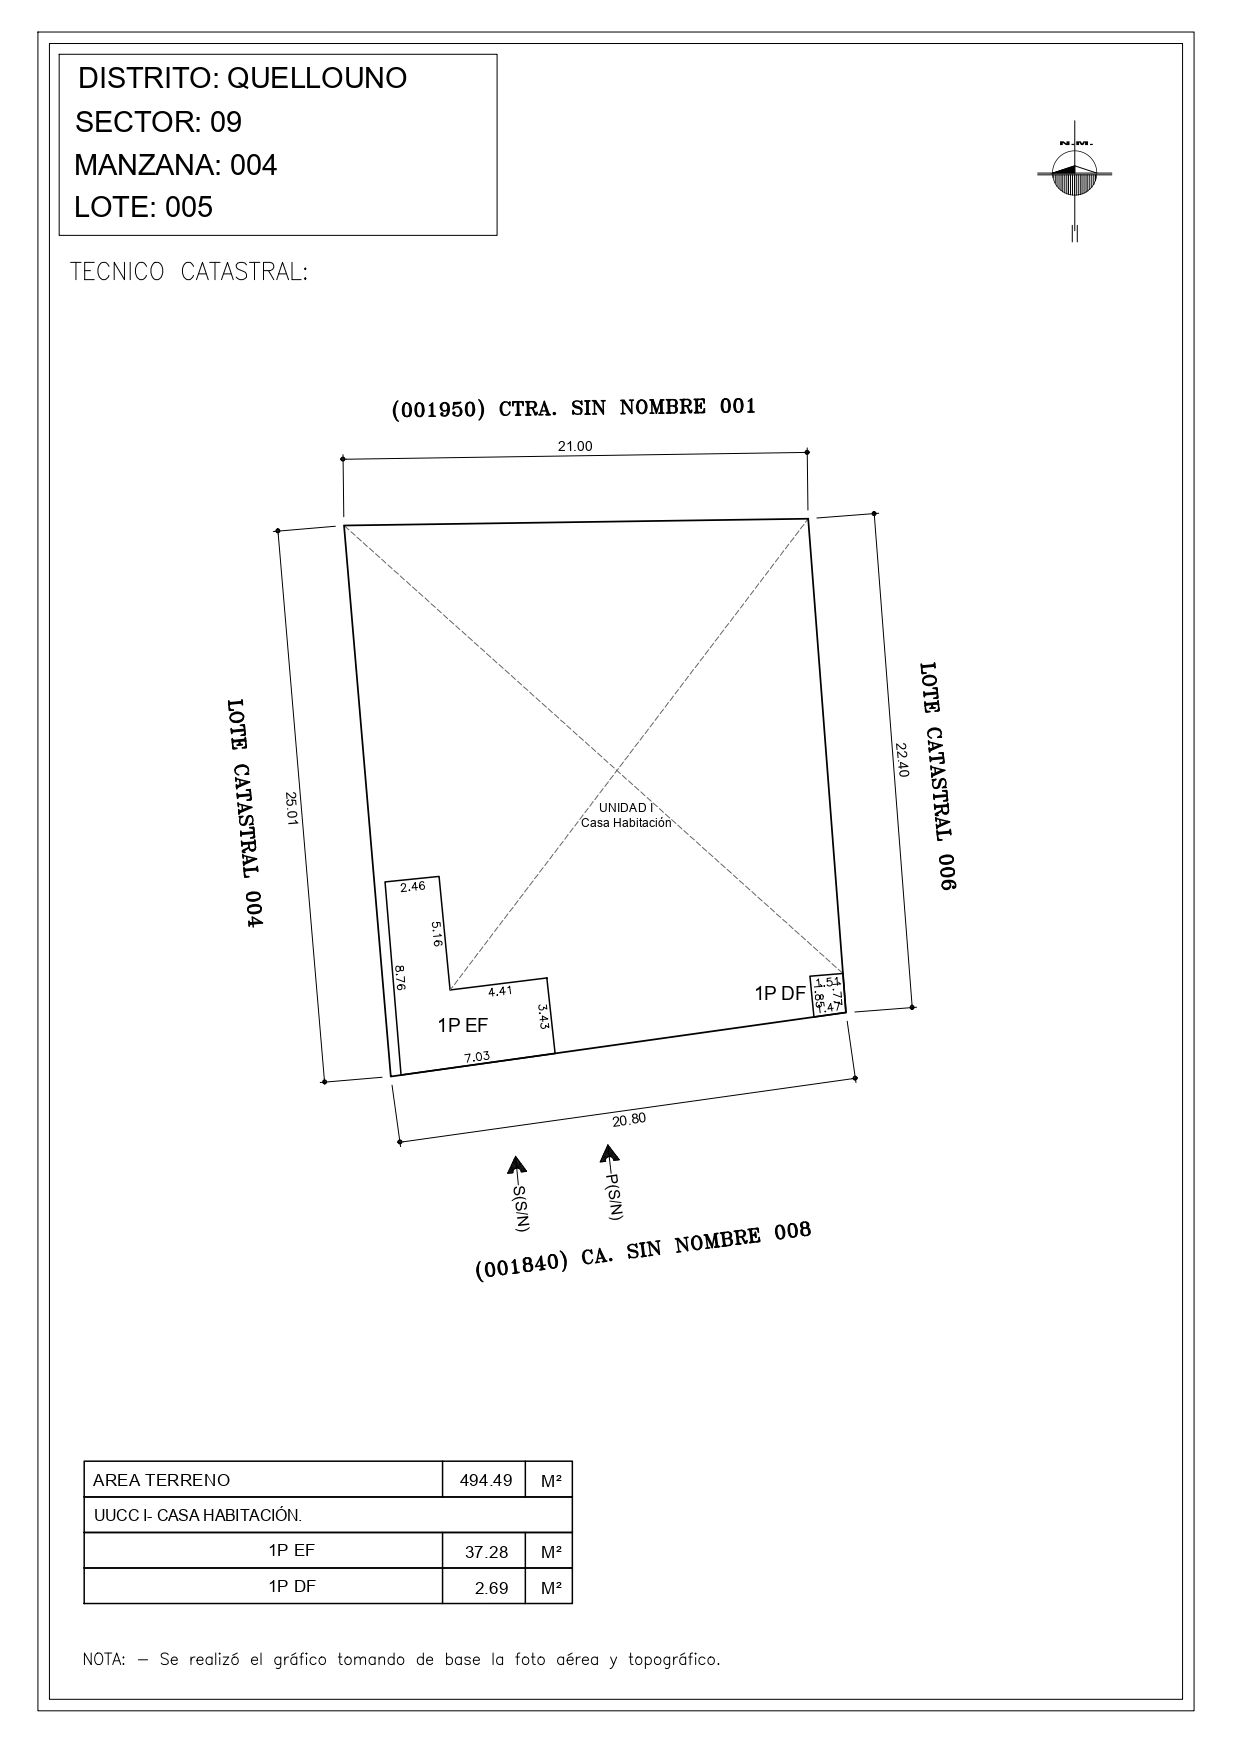 DISTRITO: QUELLOUNO
SECTOR: 09
MANZANA: 004
LOTE: 005
N.M.
TECNICO CATASTRAL:
(001950) CTRA. SIN NOMBRE 001
21.00
LOTE CATASTRAL 004
25.01
LOTE CATASTRAL 006
22.40
UNIDAD I
Casa Habitación
2.46
5.16
8.76
4.41
3.43
1P EF
7.03
1P DF
1.51
1.77
1.85
1.47
20.80
S(S/N)
P(S/N)
(001840) CA. SIN NOMBRE 008
AREA TERRENO 494.49 M²
UUCC I- CASA HABITACIÓN.
1P EF 37.28 M²
1P DF 2.69 M²
NOTA: – Se realizó el gráfico tomando de base la foto aérea y topográfico.